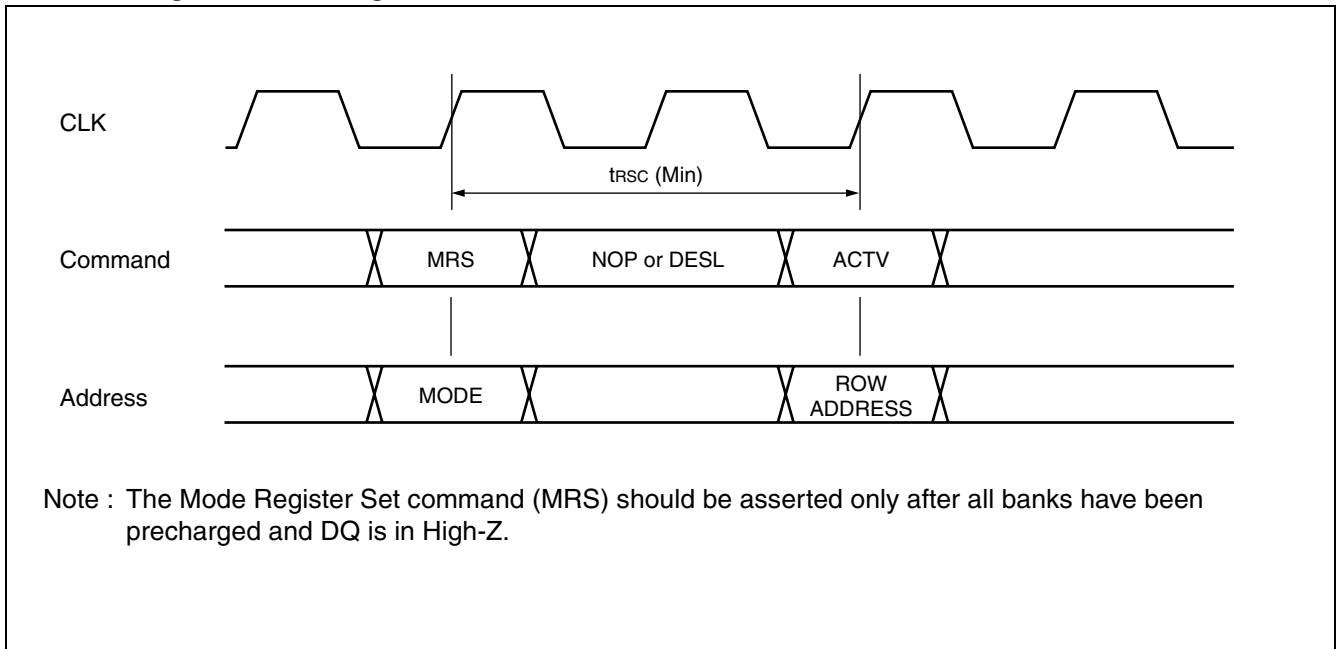 CLK
tRSC (Min)
Command
MRS
NOP or DESL
ACTV
Address
MODE
ROW
ADDRESS
Note : The Mode Register Set command (MRS) should be asserted only after all banks have been
precharged and DQ is in High-Z.